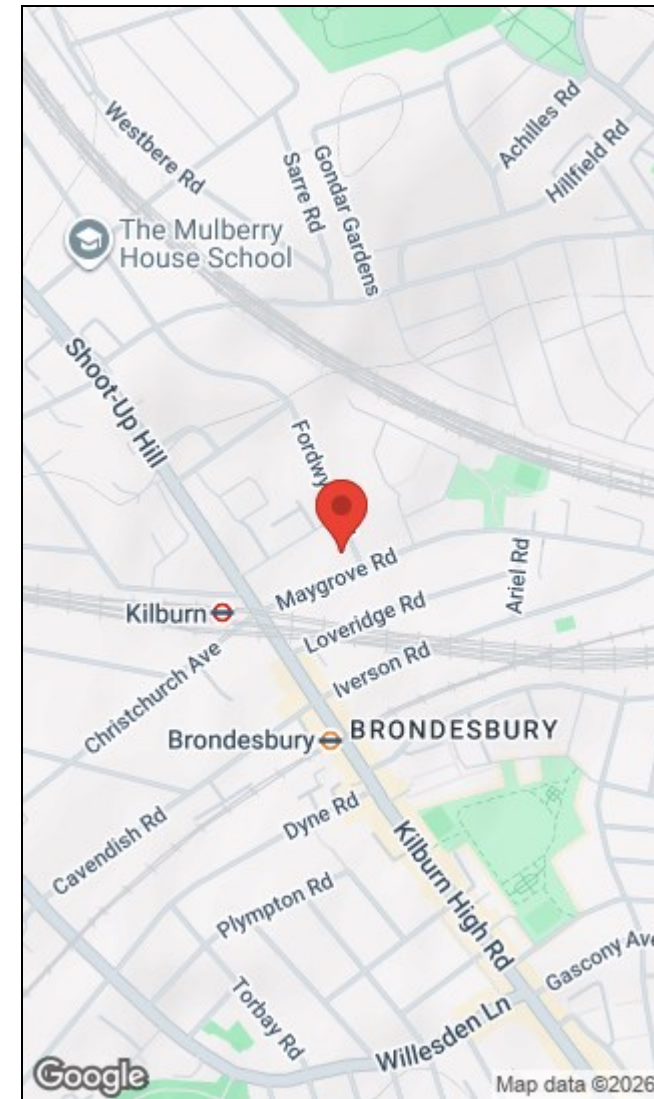 Westbere Rd
Sarre Rd
Gondar Gardens
Achilles Rd
Hillfield Rd
The Mulberry
House School
Shoot-Up Hill
Fordwy
Maygrove Rd
Ariel Rd
Kilburn
Loveridge Rd
Iverson Rd
Christchurch Ave
Brondesbury
BRONDESBURY
Cavendish Rd
Dyne Rd
Kilburn High Rd
Plympton Rd
Gascony Ave
Torbay Rd
Willesden Ln
Google
Map data ©2026